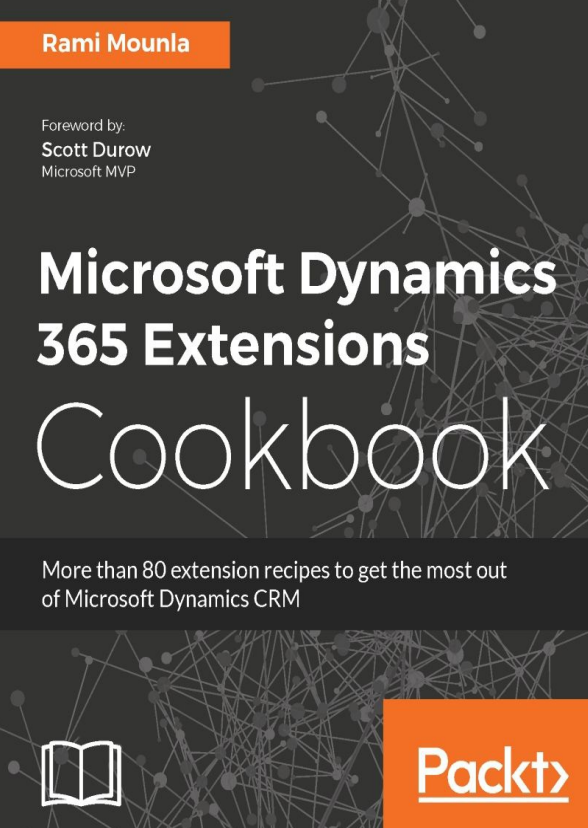 Rami Mounla
Foreword by:
Scott Durow
Microsoft MVP
Microsoft Dynamics
365 Extensions
Cookbook
More than 80 extension recipes to get the most out
of Microsoft Dynamics CRM
Packt>